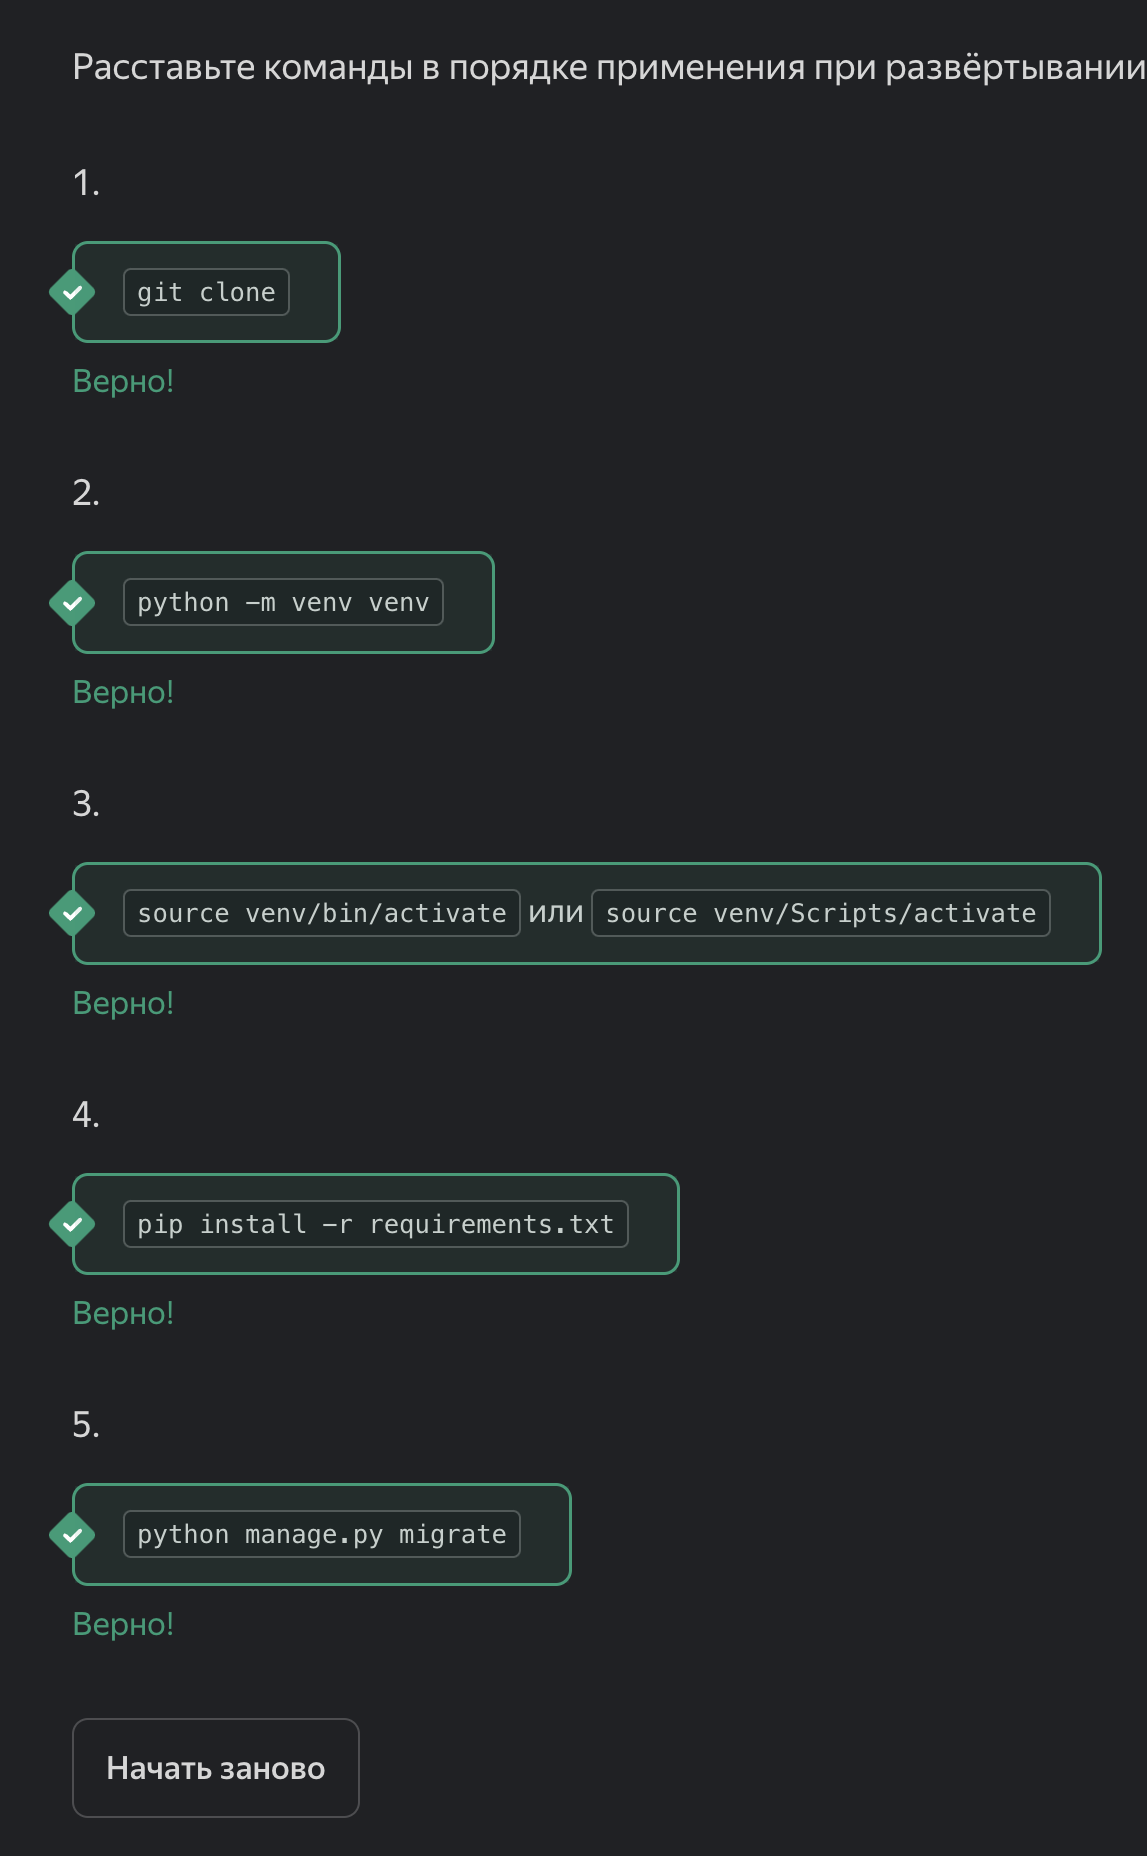 Расставьте команды в порядке применения при развёртывании
1.
git clone
Верно!
2.
python -m venv venv
Верно!
3.
source venv/bin/activate или source venv/Scripts/activate
Верно!
4.
pip install -r requirements.txt
Верно!
5.
python manage.py migrate
Верно!
Начать заново